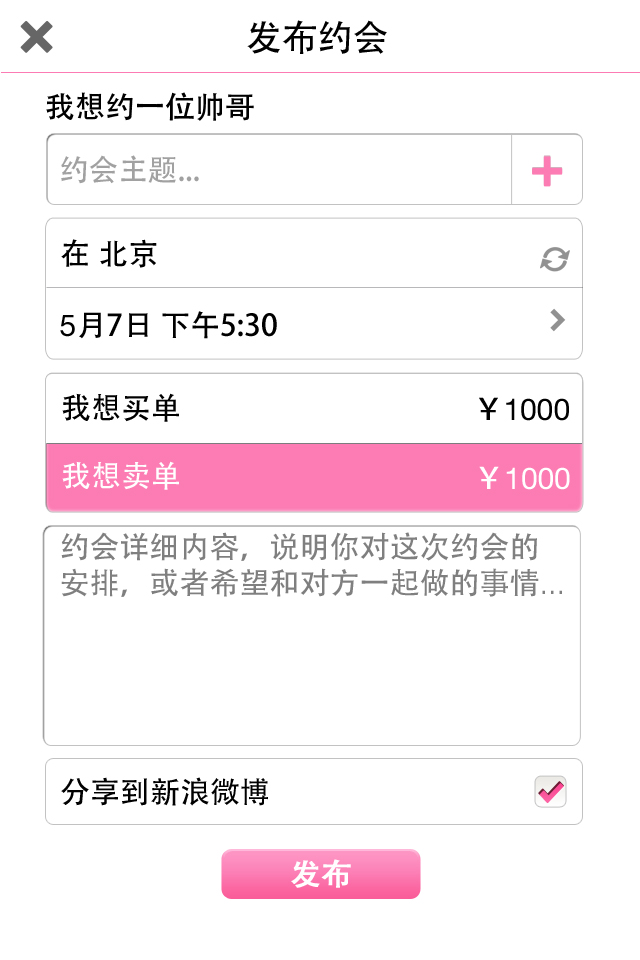 发布约会
我想约一位帅哥
约会主题...
在 北京
5月7日 下午5:30
我想买单 ￥1000
我想卖单 ￥1000
约会详细内容，说明你对这次约会的
安排，或者希望和对方一起做的事情...
分享到新浪微博
发布